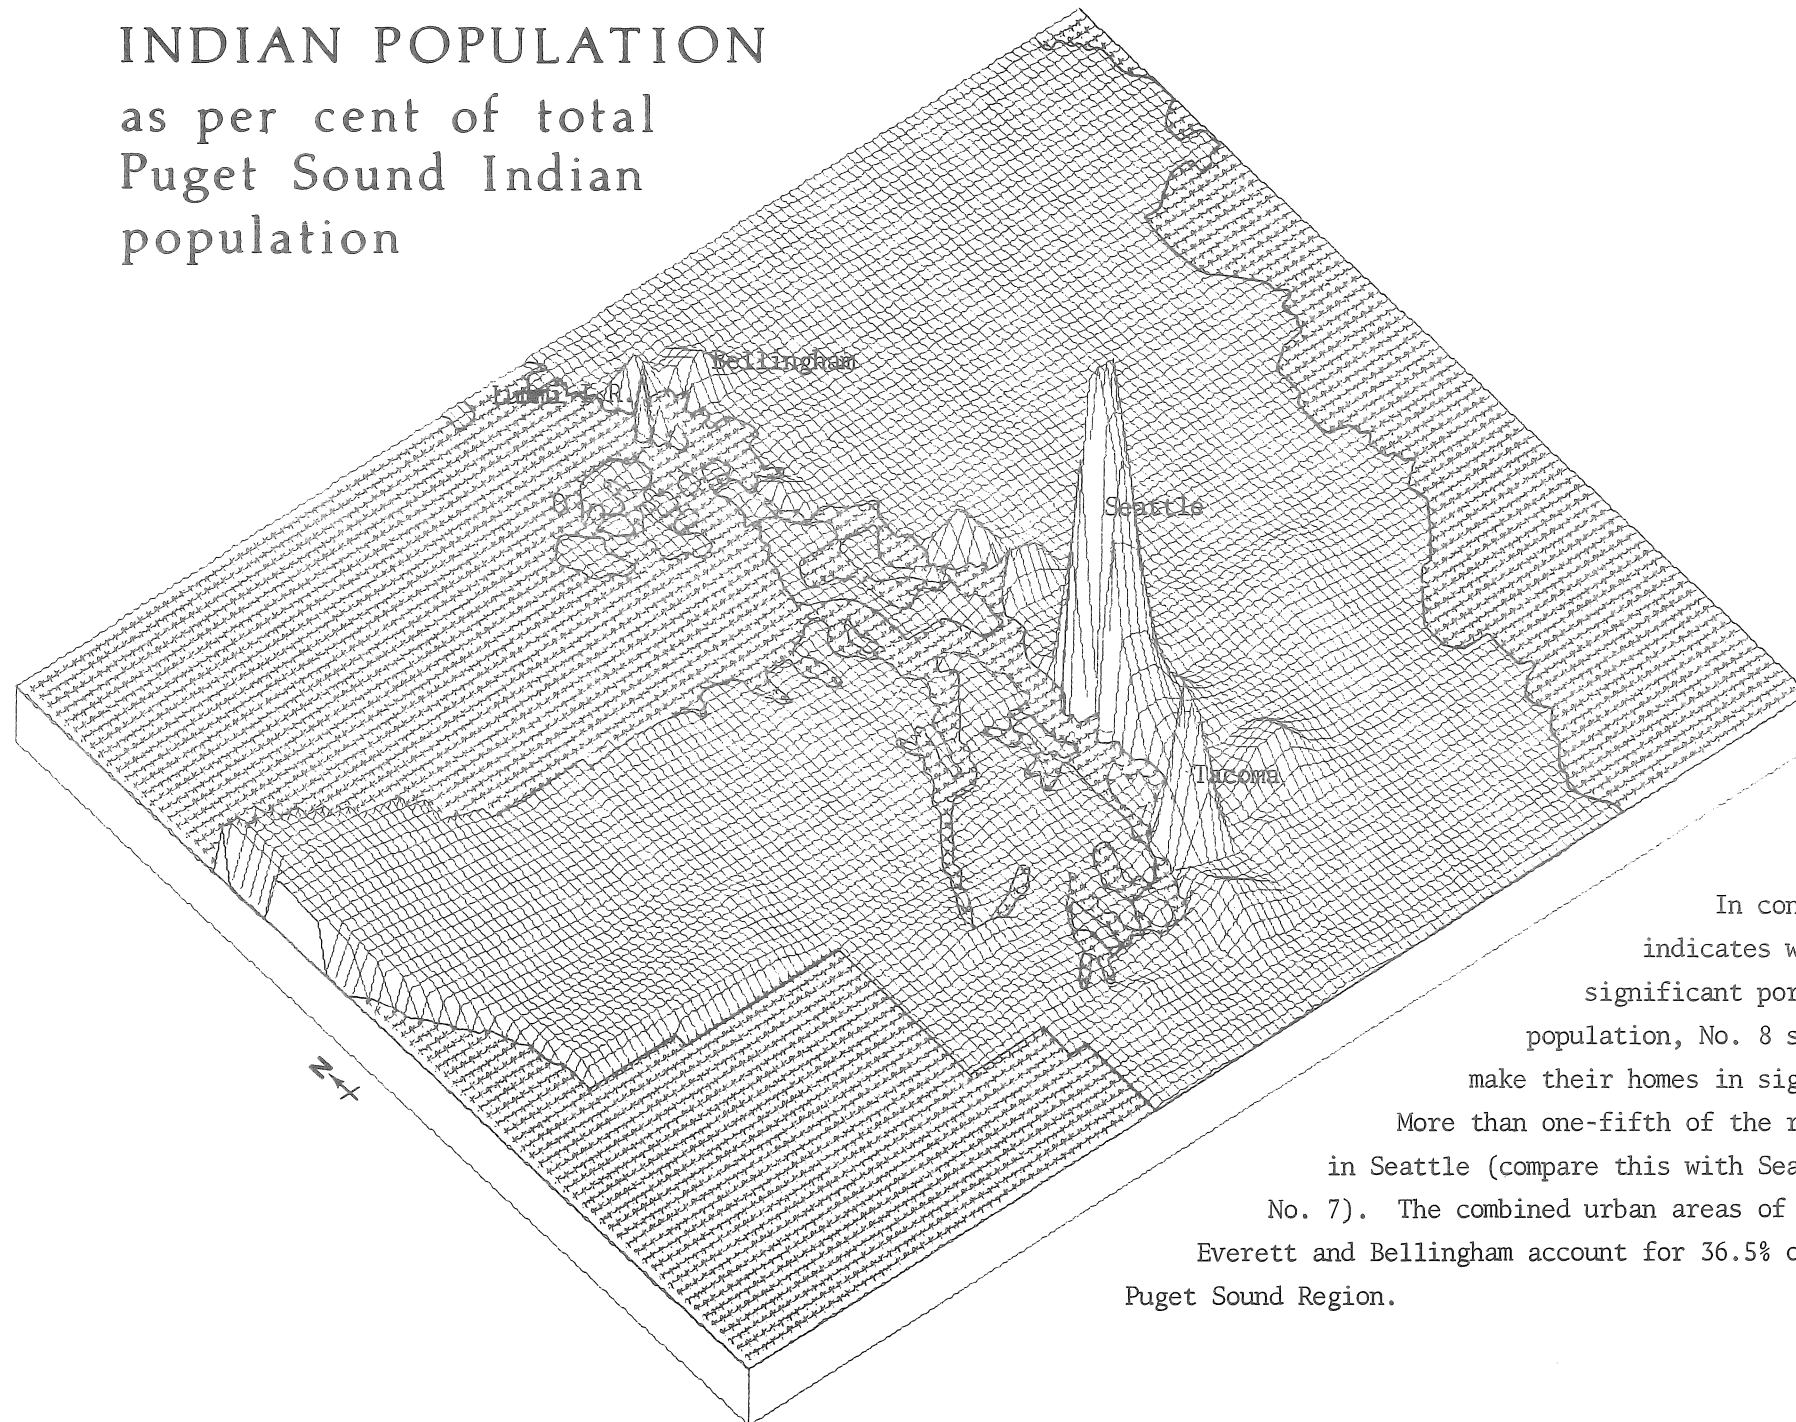 INDIAN POPULATION
as per cent of total
Puget Sound Indian
population
Bellingham
I.R.
Seattle
Tacoma
N
In con
indicates w
significant por
population, No. 8 s
make their homes in sig
More than one-fifth of the r
in Seattle (compare this with Sea
No. 7). The combined urban areas of
Everett and Bellingham account for 36.5% o
Puget Sound Region.